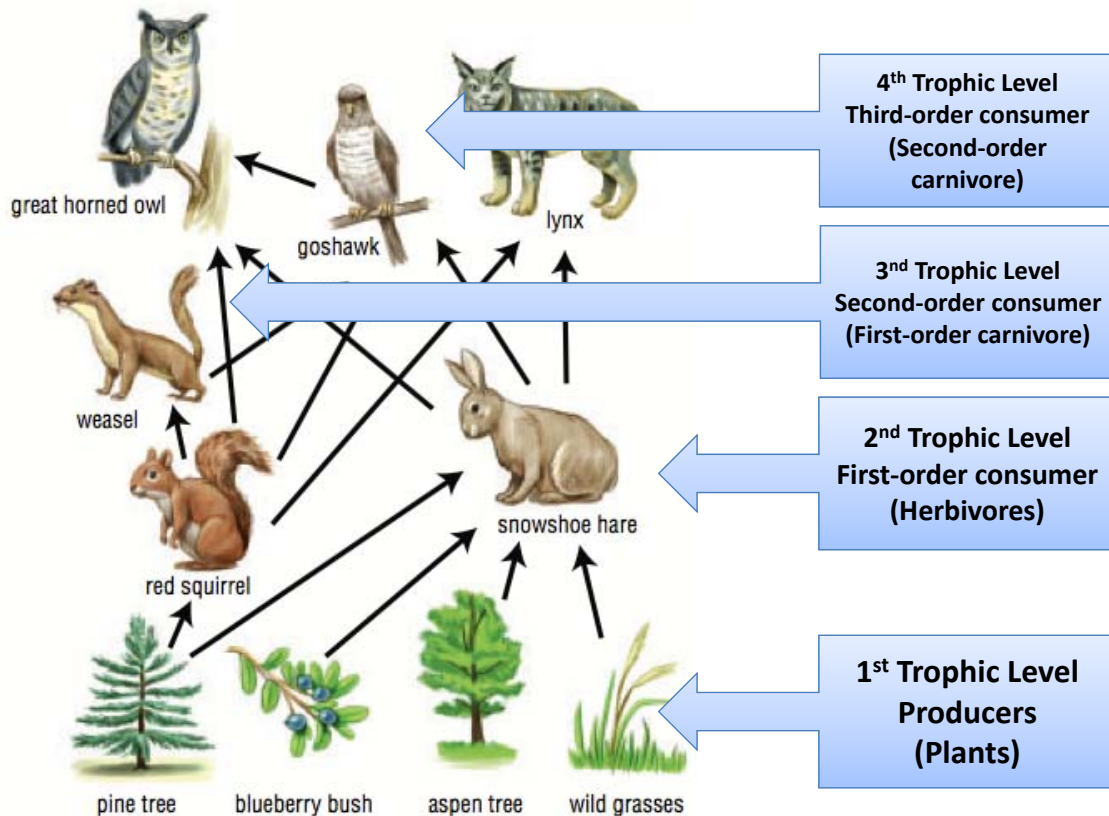 great horned owl
goshawk
lynx
4th Trophic Level
Third-order consumer
(Second-order
carnivore)
weasel
3nd Trophic Level
Second-order consumer
(First-order carnivore)
red squirrel
snowshoe hare
2nd Trophic Level
First-order consumer
(Herbivores)
pine tree
blueberry bush
aspen tree
wild grasses
1st Trophic Level
Producers
(Plants)